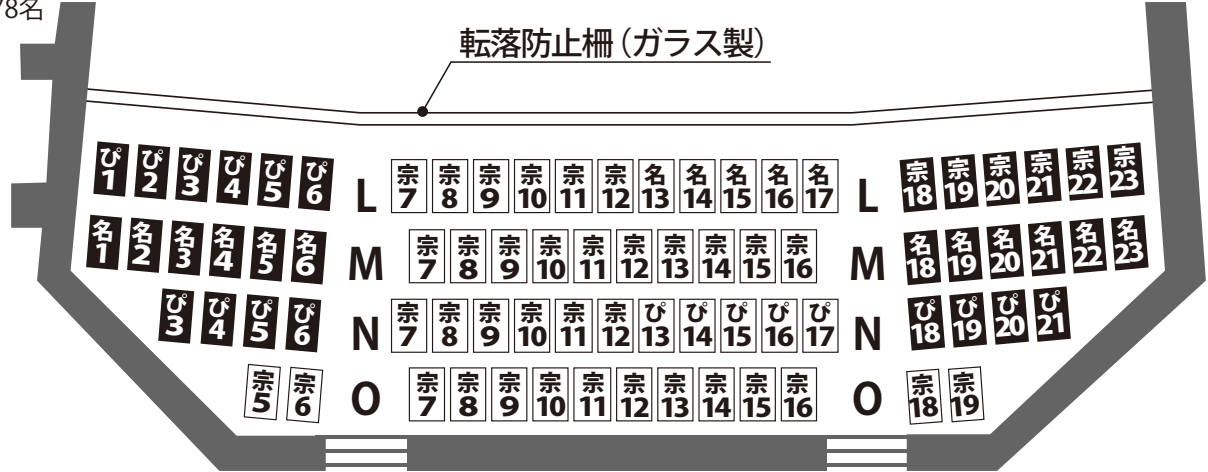 78名
転落防止柵（ガラス製）
ぴ1 ぴ2 ぴ3 ぴ4 ぴ5 ぴ6 L 宗7 宗8 宗9 宗10 宗11 宗12 名13 名14 名15 名16 名17 L 宗18 宗19 宗20 宗21 宗22 宗23
名1 名2 名3 名4 名5 名6 M 宗7 宗8 宗9 宗10 宗11 宗12 宗13 宗14 宗15 宗16 M 名18 名19 名20 名21 名22 名23
ぴ3 ぴ4 ぴ5 ぴ6 N 宗7 宗8 宗9 宗10 宗11 宗12 ぴ13 ぴ14 ぴ15 ぴ16 ぴ17 N ぴ18 ぴ19 ぴ20 ぴ21
宗5 宗6 O 宗7 宗8 宗9 宗10 宗11 宗12 宗13 宗14 宗15 宗16 O 宗18 宗19